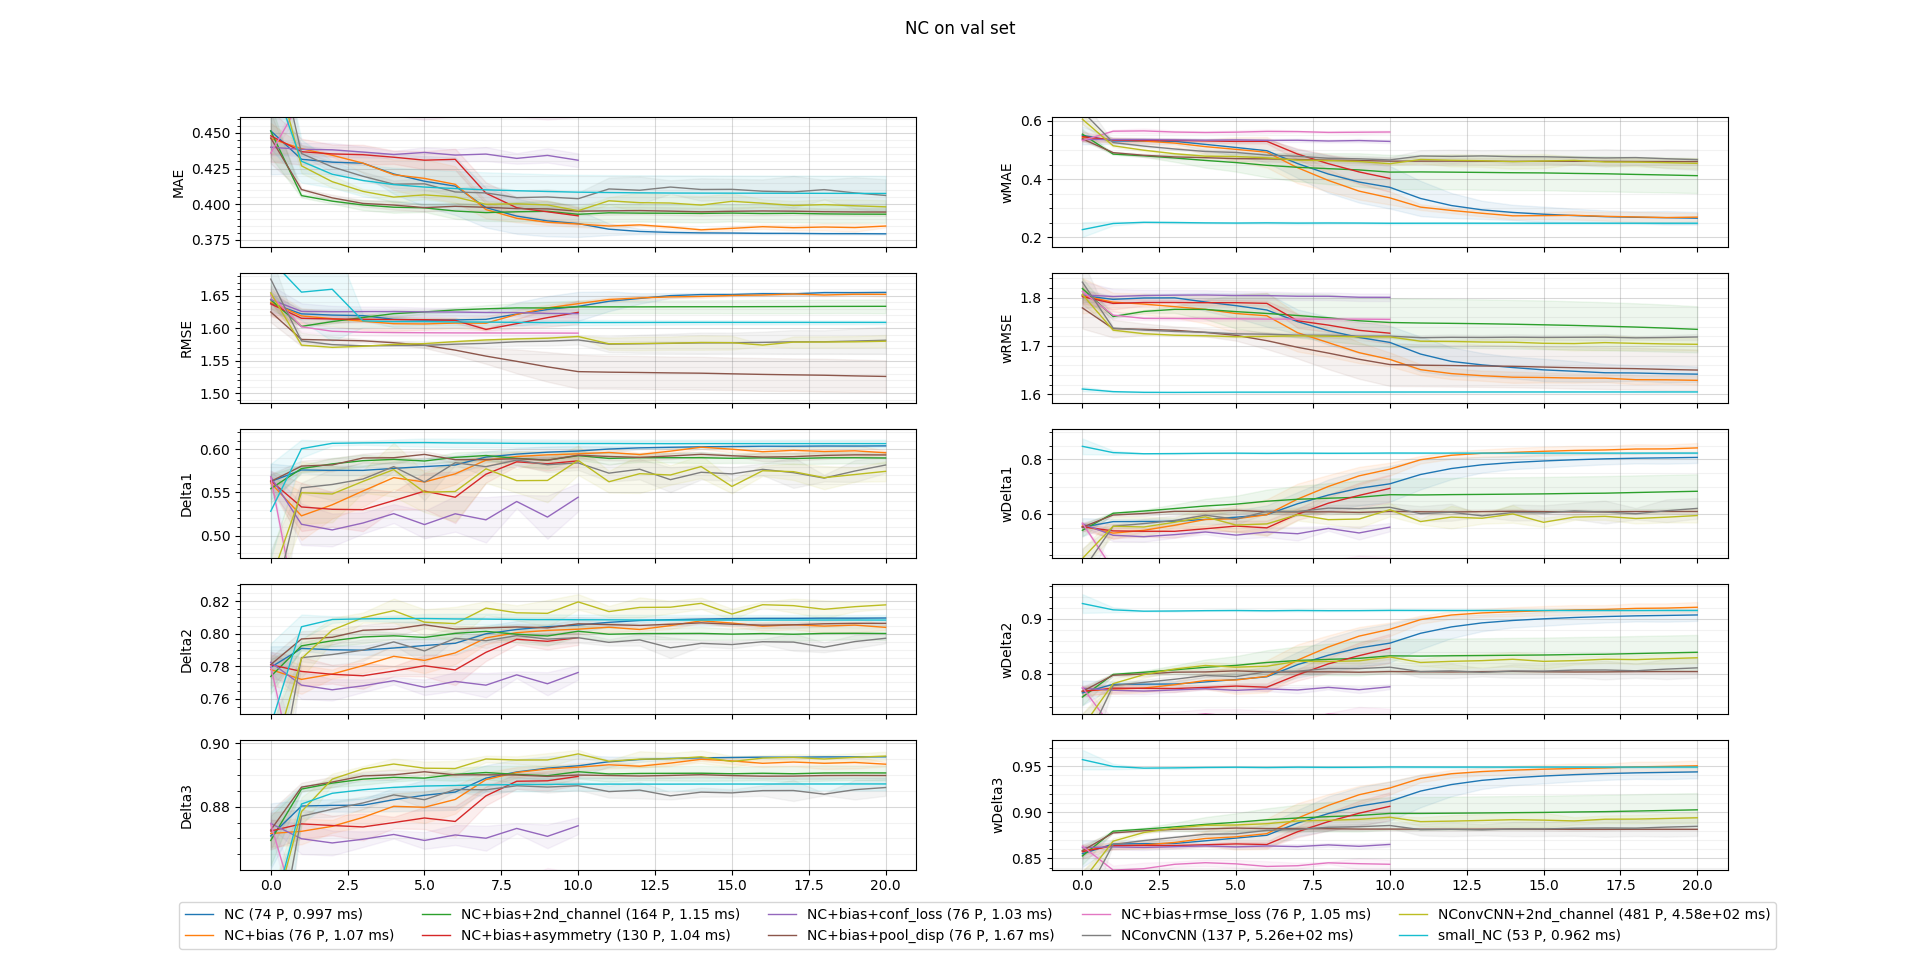 NC on val set
MAE
0.450
0.425
0.400
0.375
wMAE
0.6
0.4
0.2
RMSE
1.65
1.60
1.55
1.50
wRMSE
1.8
1.7
1.6
Delta1
0.60
0.55
0.50
wDelta1
0.8
0.6
Delta2
0.82
0.80
0.78
0.76
wDelta2
0.9
0.8
Delta3
0.90
0.88
wDelta3
0.95
0.90
0.85
0.0 2.5 5.0 7.5 10.0 12.5 15.0 17.5 20.0
0.0 2.5 5.0 7.5 10.0 12.5 15.0 17.5 20.0
NC (74 P, 0.997 ms)
NC+bias (76 P, 1.07 ms)
NC+bias+2nd_channel (164 P, 1.15 ms)
NC+bias+asymmetry (130 P, 1.04 ms)
NC+bias+conf_loss (76 P, 1.03 ms)
NC+bias+pool_disp (76 P, 1.67 ms)
NC+bias+rmse_loss (76 P, 1.05 ms)
NConvCNN (137 P, 5.26e+02 ms)
NConvCNN+2nd_channel (481 P, 4.58e+02 ms)
small_NC (53 P, 0.962 ms)